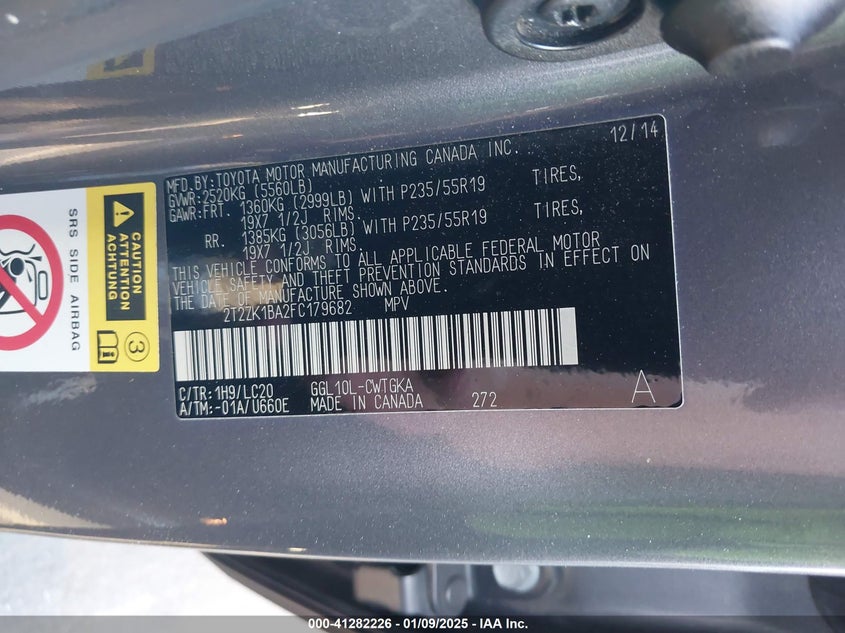 12/14
MFD.BY:TOYOTA MOTOR MANUFACTURING CANADA INC.
GVWR:2520KG (5560LB)
GAWR:FRT. 1360KG (2999LB) WITH P235/55R19 TIRES,
19X7 1/2J RIMS.
RR. 1385KG (3056LB) WITH P235/55R19 TIRES,
19X7 1/2J RIMS.
THIS VEHICLE CONFORMS TO ALL APPLICABLE FEDERAL MOTOR
VEHICLE SAFETY AND THEFT PREVENTION STANDARDS IN EFFECT ON
THE DATE OF MANUFACTURE SHOWN ABOVE.
2T2ZK1BA2FC179682 MPV
C/TR:1H9/LC20 GGL10L-CWTGKA
A/TM:-01A/U660E MADE IN CANADA 272 A
SRS SIDE AIRBAG
CAUTION
ATTENTION
ACHTUNG
3
000-41282226 - 01/09/2025 - IAA Inc.